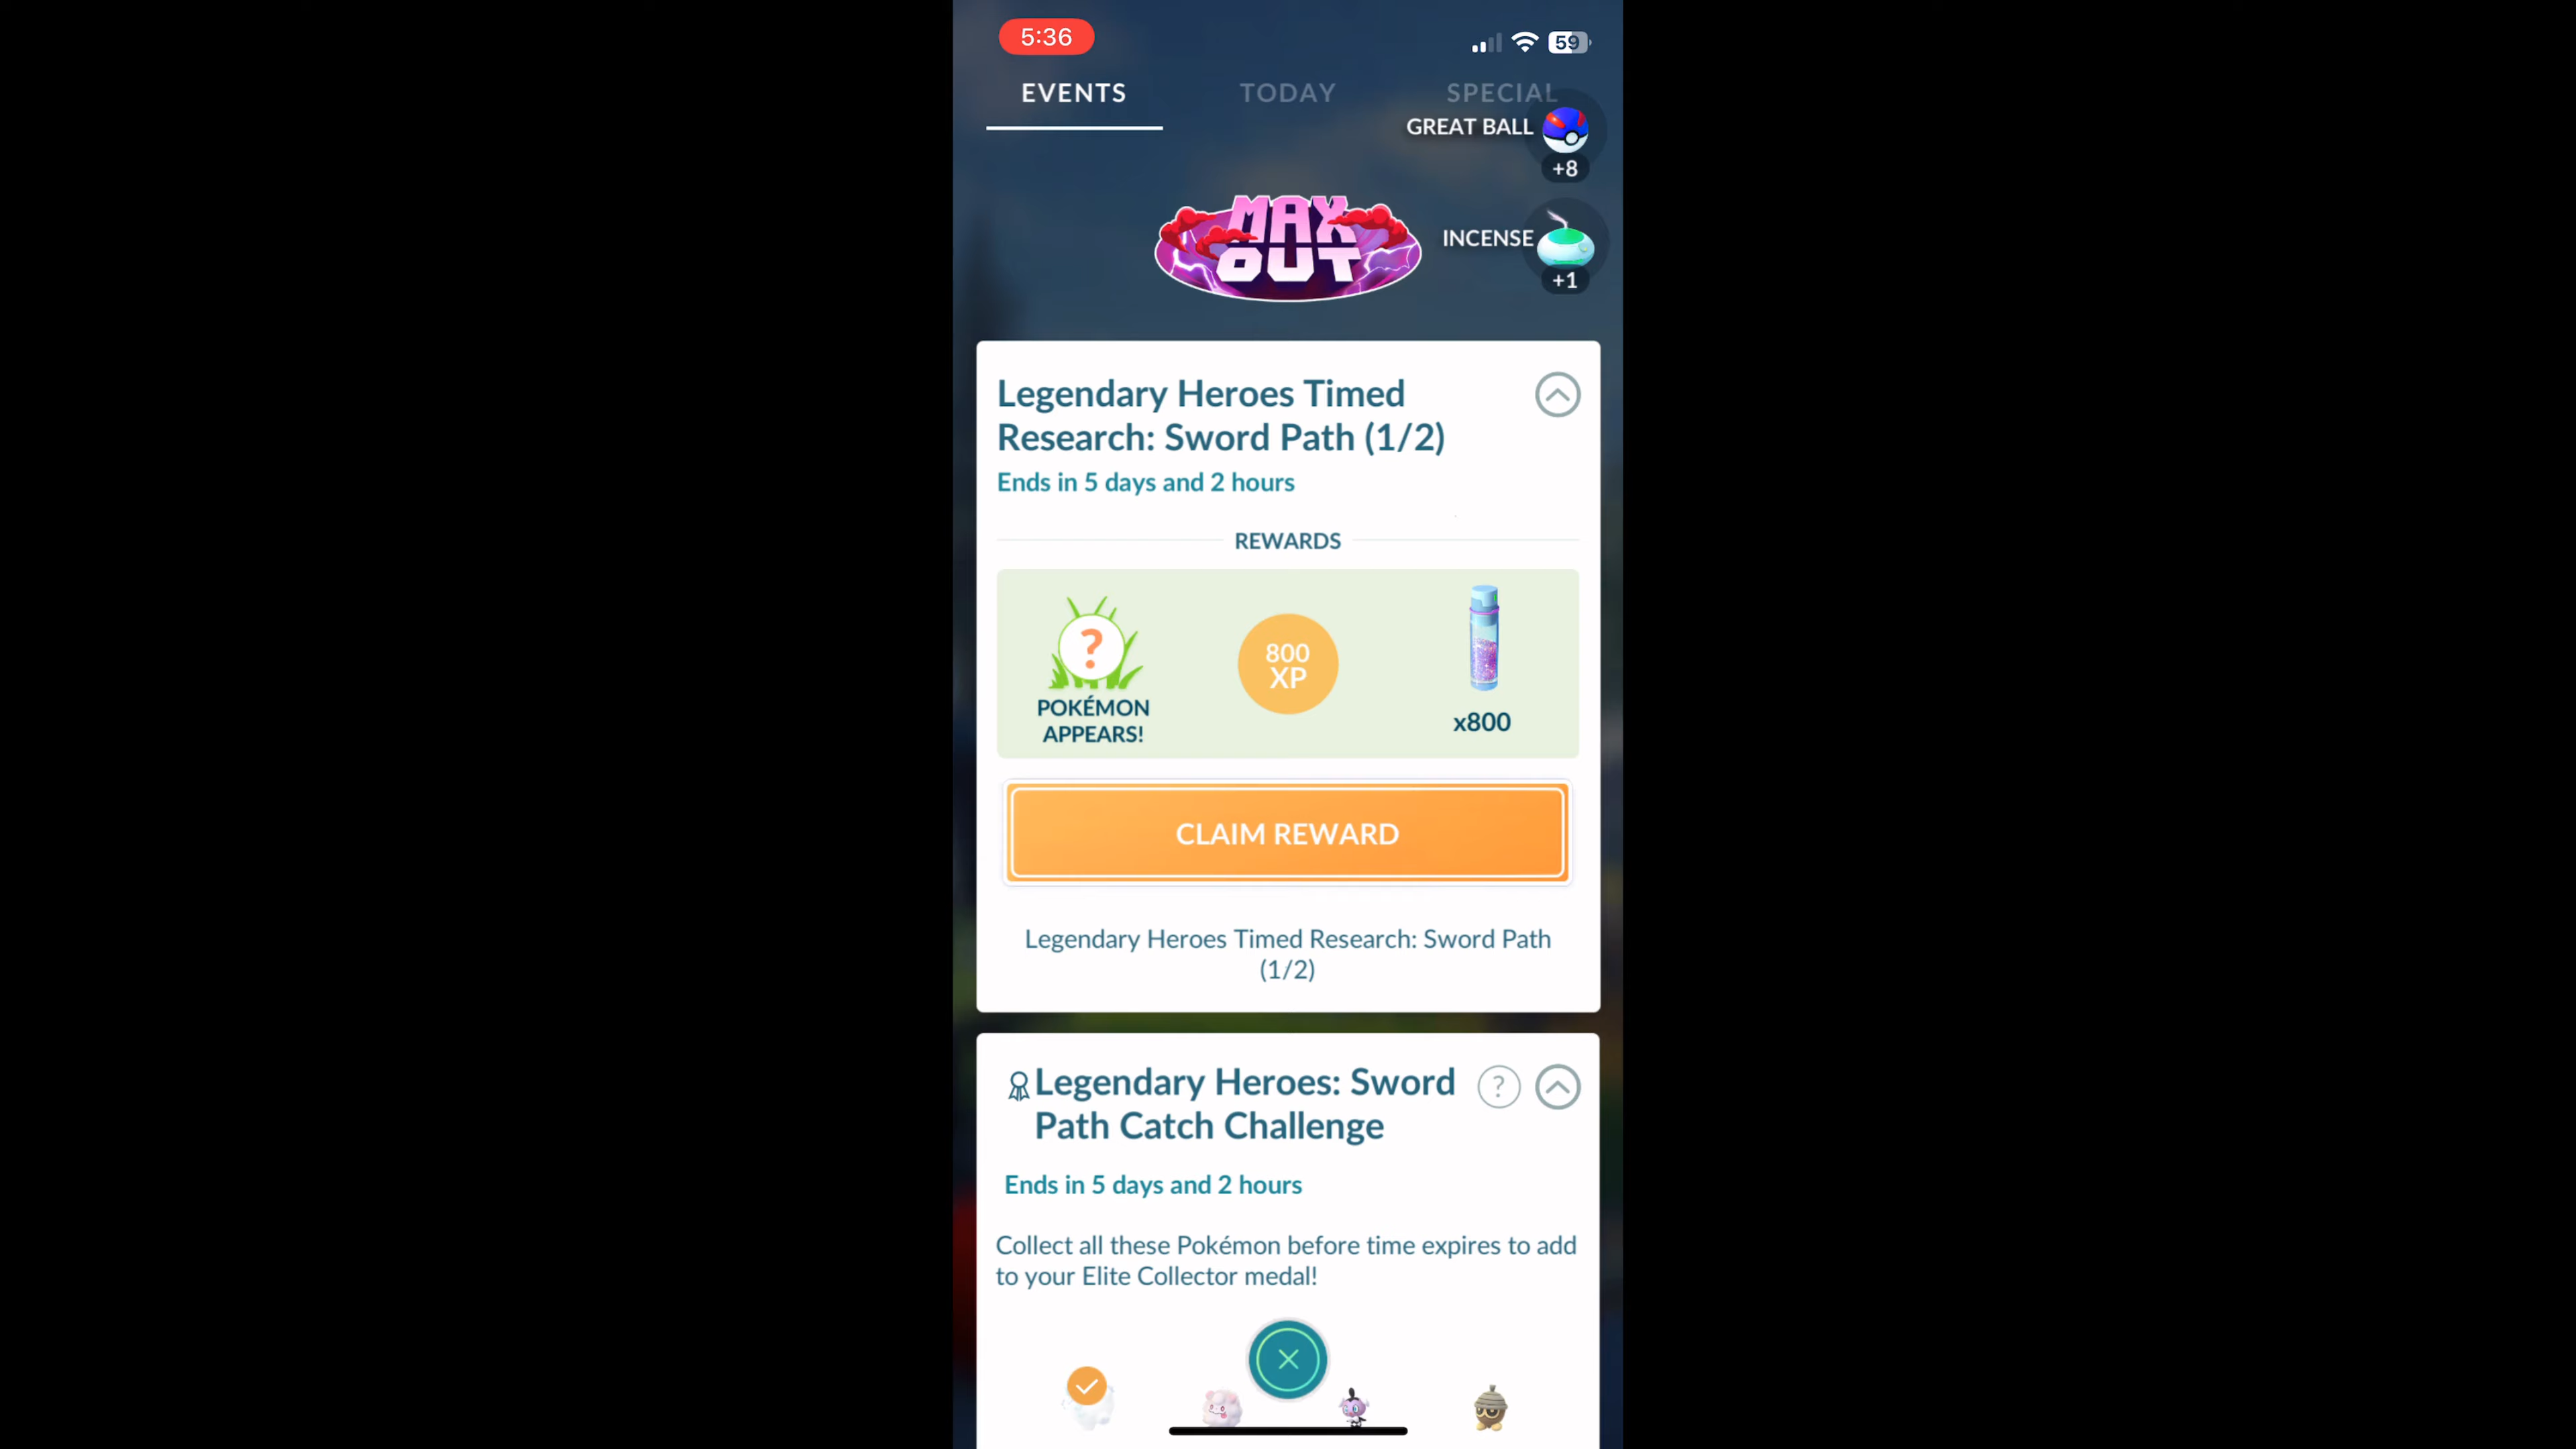 5:36
59
EVENTS
TODAY
SPECIAL
GREAT BALL
+8
MAX
OUT
INCENSE
+1
Legendary Heroes Timed
Research: Sword Path (1/2)
Ends in 5 days and 2 hours
REWARDS
?
POKÉMON
APPEARS!
800
XP
x800
CLAIM REWARD
Legendary Heroes Timed Research: Sword Path
(1/2)
Legendary Heroes: Sword
Path Catch Challenge
?
Ends in 5 days and 2 hours
Collect all these Pokémon before time expires to add
to your Elite Collector medal!